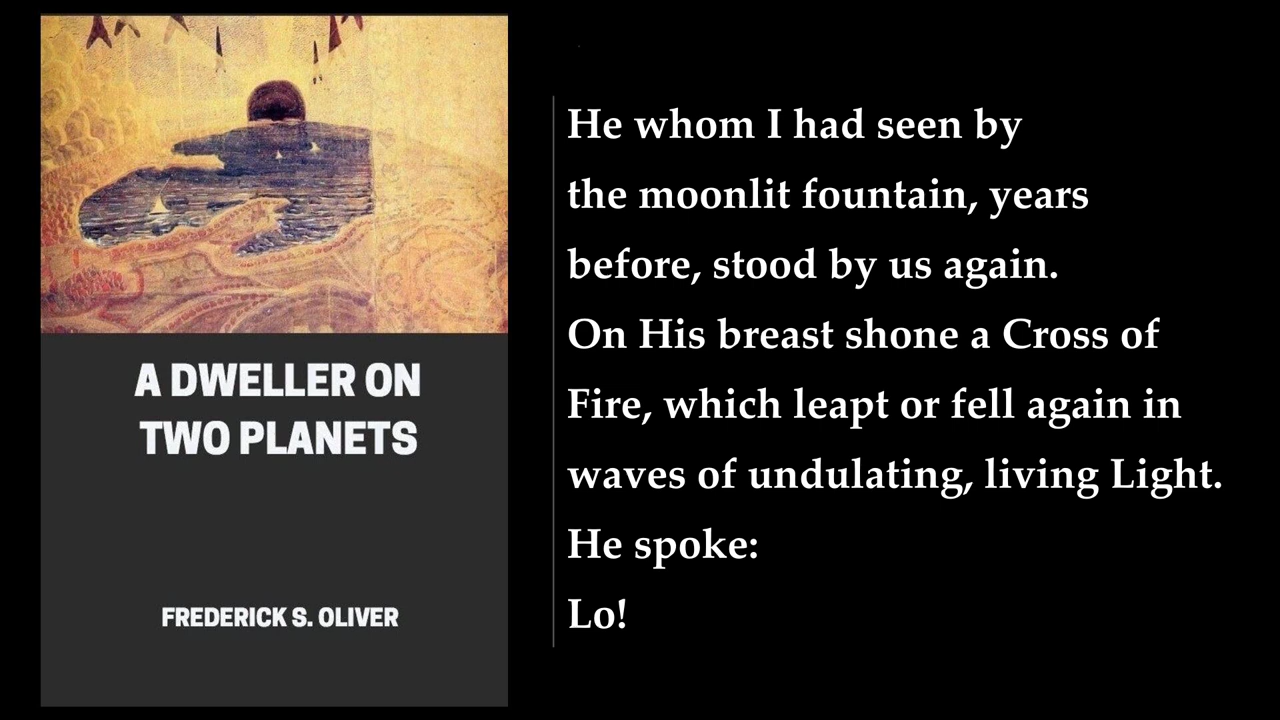 A DWELLER ON
TWO PLANETS
FREDERICK S. OLIVER
He whom I had seen by
the moonlit fountain, years
before, stood by us again.
On His breast shone a Cross of
Fire, which leapt or fell again in
waves of undulating, living Light.
He spoke:
Lo!